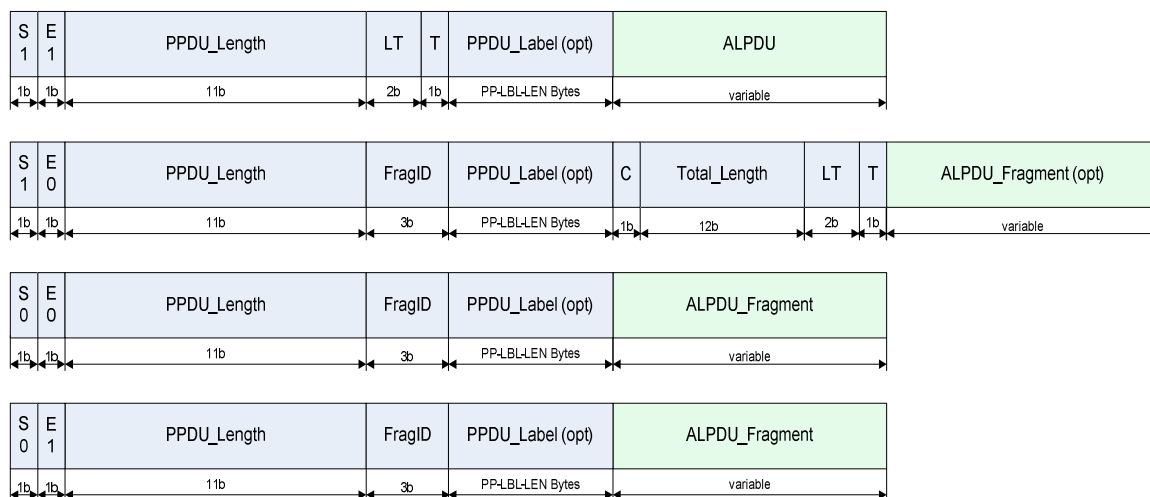 S 1 E 1 PPDU_Length LT T PPDU_Label (opt) ALPDU
1b 1b 11b 2b 1b PP-LBL-LEN Bytes variable
S 1 E 0 PPDU_Length FragID PPDU_Label (opt) C Total_Length LT T ALPDU_Fragment (opt)
1b 1b 11b 3b PP-LBL-LEN Bytes 1b 12b 2b 1b variable
S 0 E 0 PPDU_Length FragID PPDU_Label (opt) ALPDU_Fragment
1b 1b 11b 3b PP-LBL-LEN Bytes variable
S 0 E 1 PPDU_Length FragID PPDU_Label (opt) ALPDU_Fragment
1b 1b 11b 3b PP-LBL-LEN Bytes variable